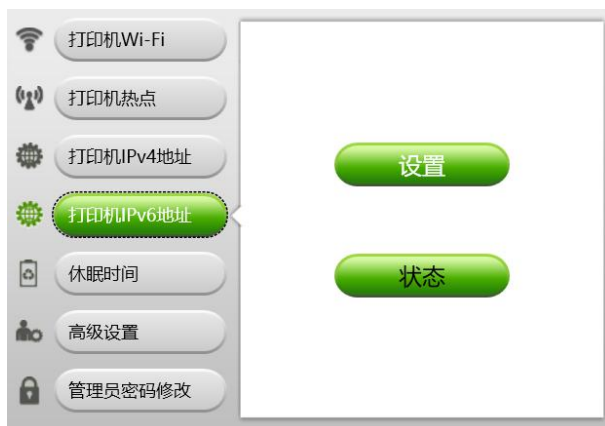 打印机Wi-Fi
打印机热点
打印机IPv4地址
打印机IPv6地址
休眠时间
高级设置
管理员密码修改
设置
状态